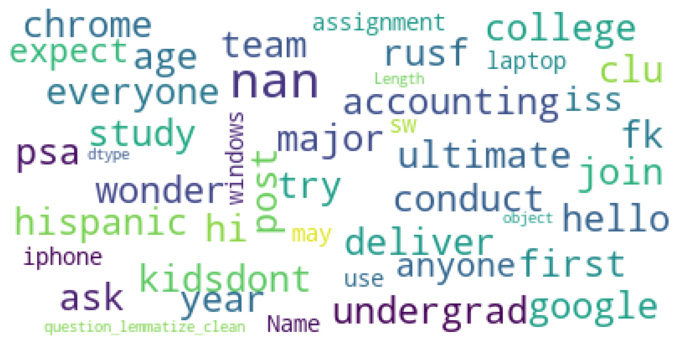 chrome
assignment
college
expect
age
team
rusf
laptop
nan
Length
clu
everyone
accounting
iss
study
windows
major
sw
fk
psa
dtype
post
ultimate
join
wonder
try
conduct
hispanic
hi
may
object
hello
iphone
deliver
kidsdont
use
anyone
first
ask
year
undergrad
google
question_lemmatize_clean
Name